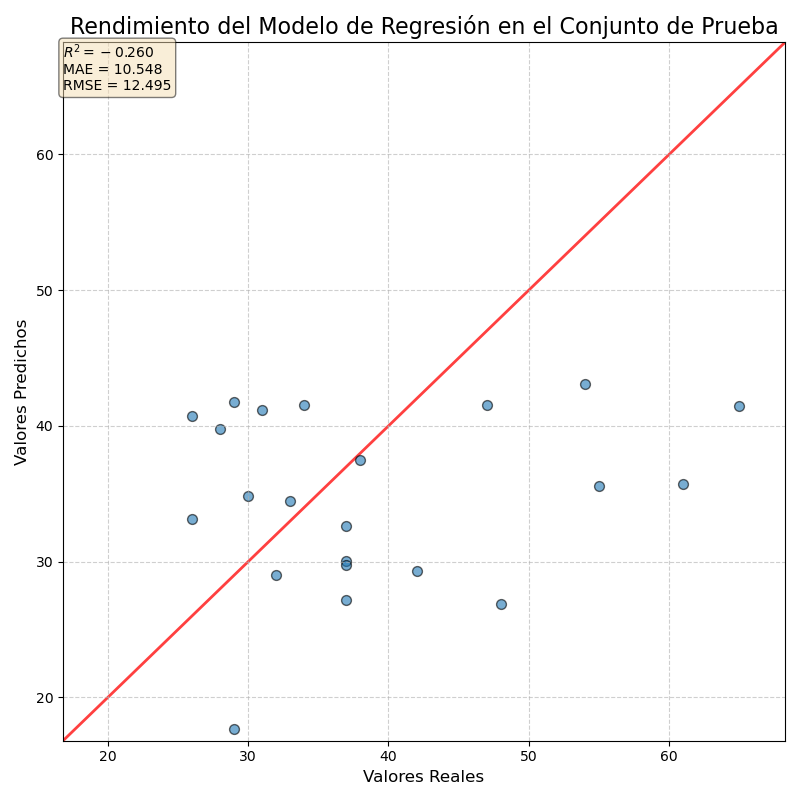 Rendimiento del Modelo de Regresión en el Conjunto de Prueba
R² = −0.260
MAE = 10.548
RMSE = 12.495
60
50
40
30
20
Valores Predichos
20 30 40 50 60
Valores Reales